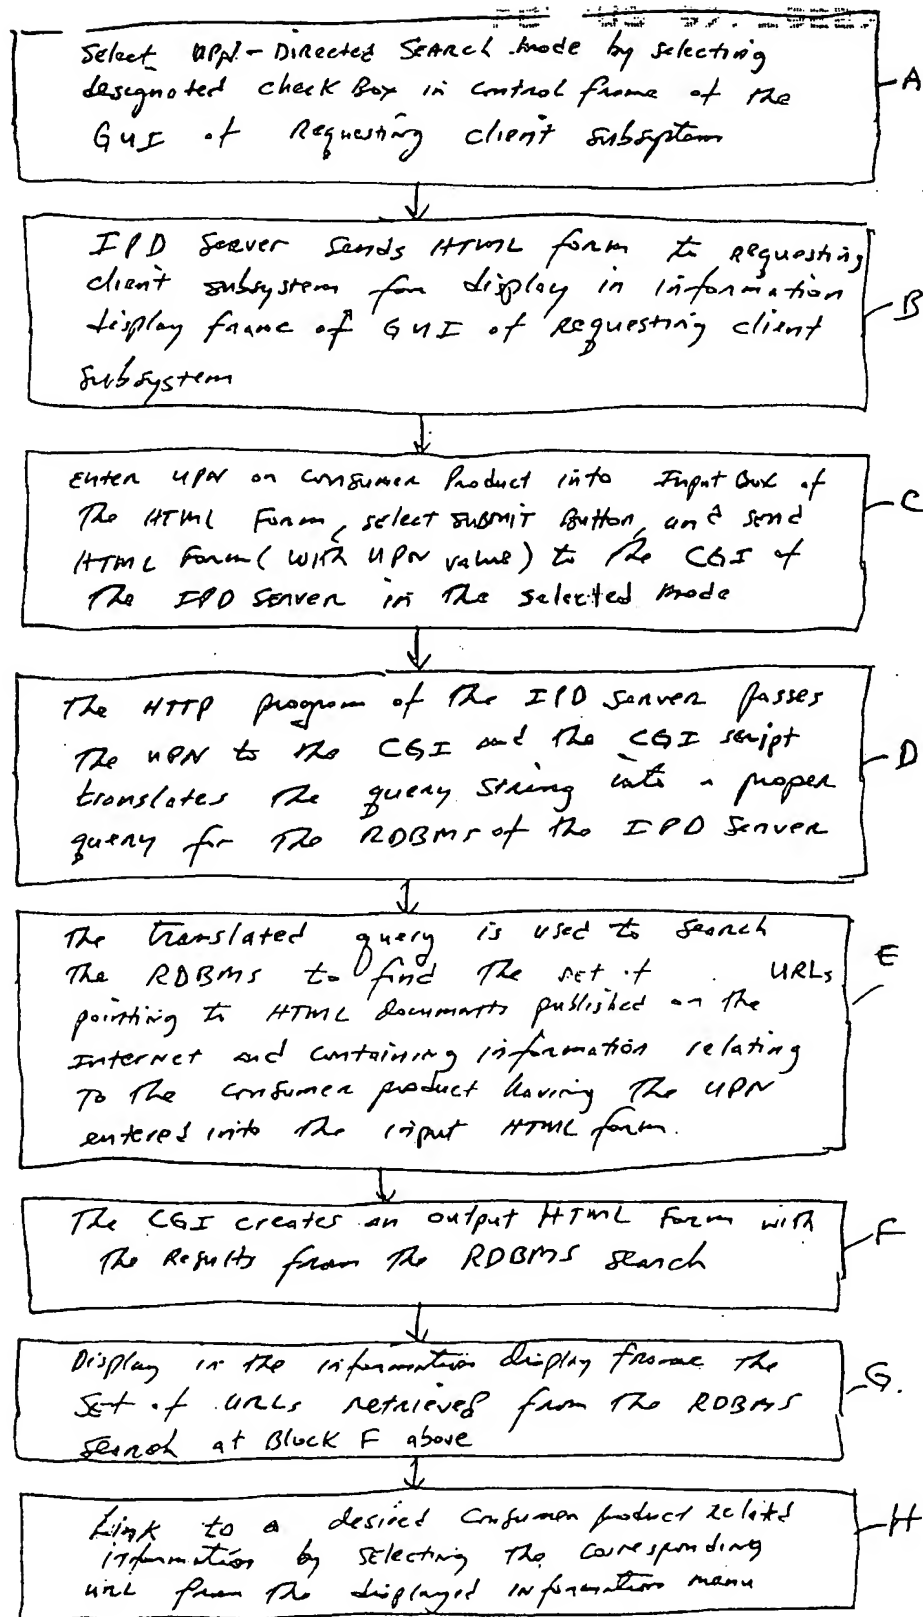 Select UPN-Directed Search mode by selecting
designated check Box in control frame of the
GUI of Requesting client subsystem
A
IPD Server Sends HTML form to requesting
client subsystem for display in information
display frame of GUI of Requesting client
subsystem
B
Enter UPN on consumer Product into Input Box of
The HTML Form, select SUBMIT Button, and send
HTML Form (with UPN value) to the CGI of
The IPD Server in the selected mode
C
The HTTP program of the IPD Server passes
The UPN to the CGI and the CGI script
translates the query string into a proper
query for the RDBMS of the IPD Server
D
The translated query is used to search
The RDBMS to find the set of URLs
pointing to HTML documents published on the
Internet and containing information relating
To the consumer product having the UPN
entered into the input HTML form.
E
The CGI creates an output HTML Form with
The Results from the RDBMS search
F
Display in the information display frame the
Set of URLs retrieved from the RDBMS
search at Block F above
G.
Link to a desired consumer product related
information by selecting the corresponding
URL from the displayed information menu
H